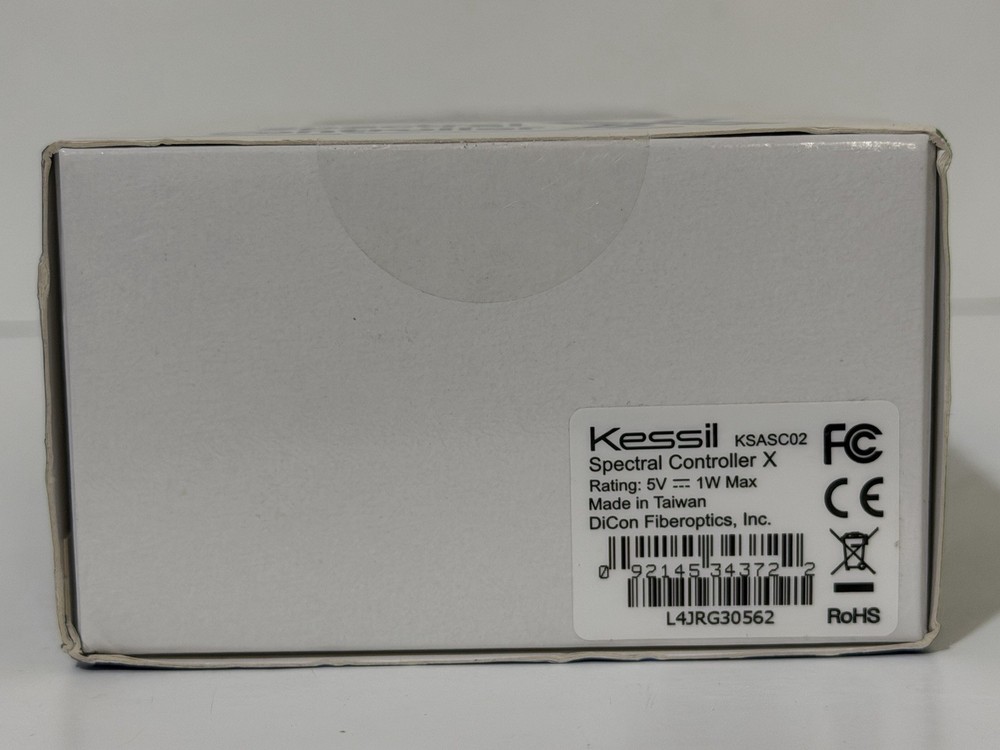 Kessil KSASC02
Spectral Controller X
Rating: 5V ⎓ 1W Max
Made in Taiwan
DiCon Fiberoptics, Inc.
0 92145 34372 2
L4JRG30562
FC
CE
RoHS